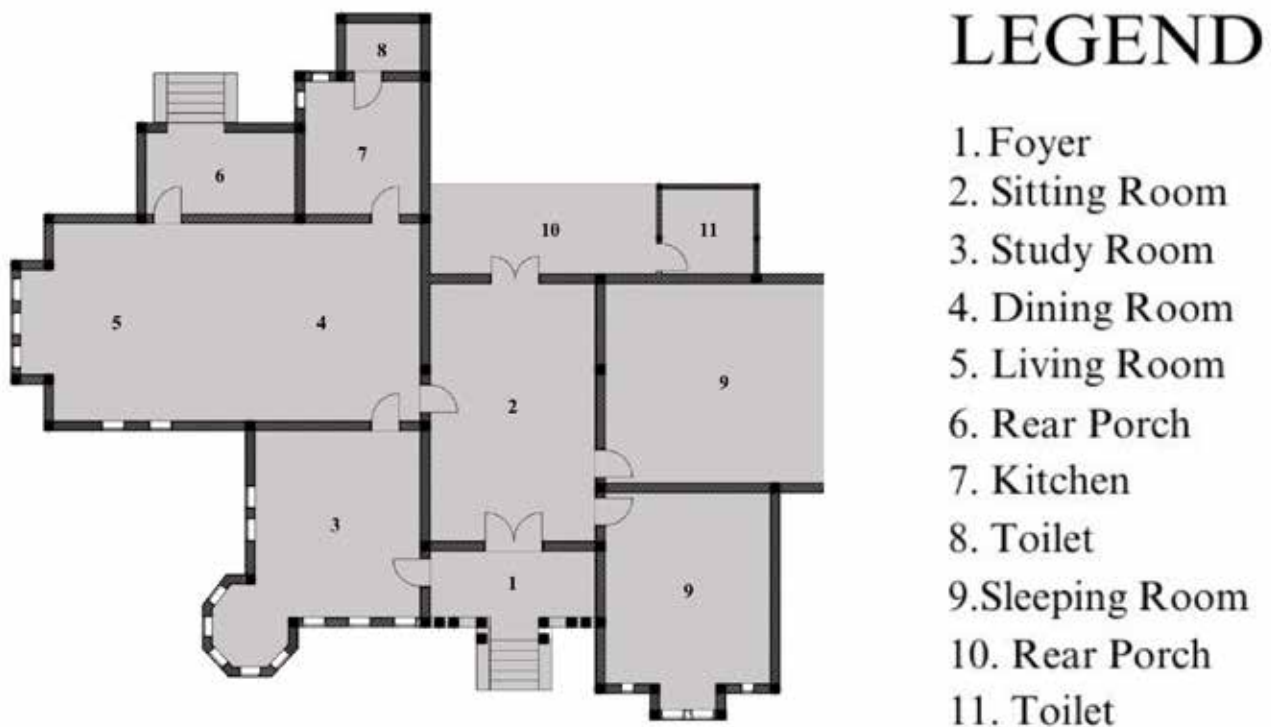 LEGEND
1. Foyer
2. Sitting Room
3. Study Room
4. Dining Room
5. Living Room
6. Rear Porch
7. Kitchen
8. Toilet
9.Sleeping Room
10. Rear Porch
11. Toilet
8
7
6
10
11
5
4
9
2
3
1
9